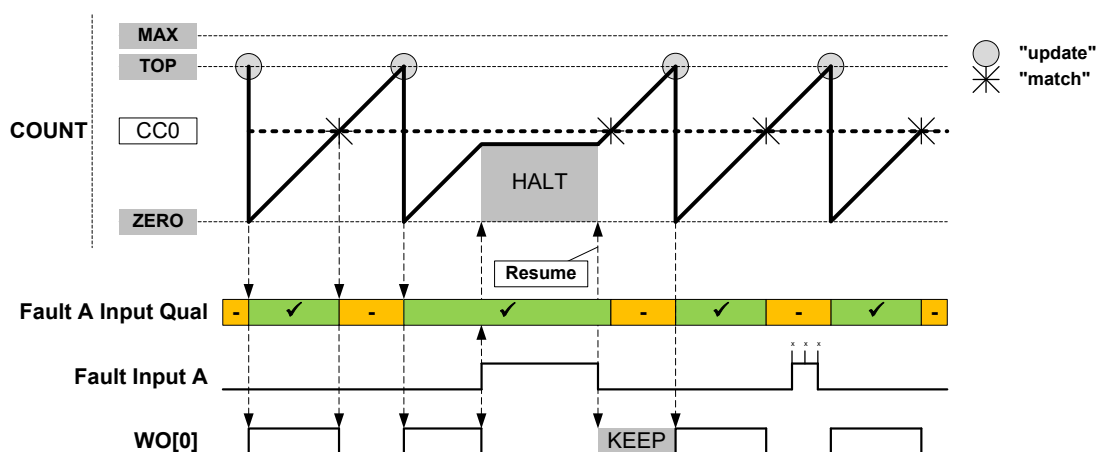 MAX
TOP
"update"
"match"
COUNT
CC0
HALT
ZERO
Resume
Fault A Input Qual
- ✓ - ✓ - ✓ - ✓ -
x x x
Fault Input A
WO[0]
KEEP